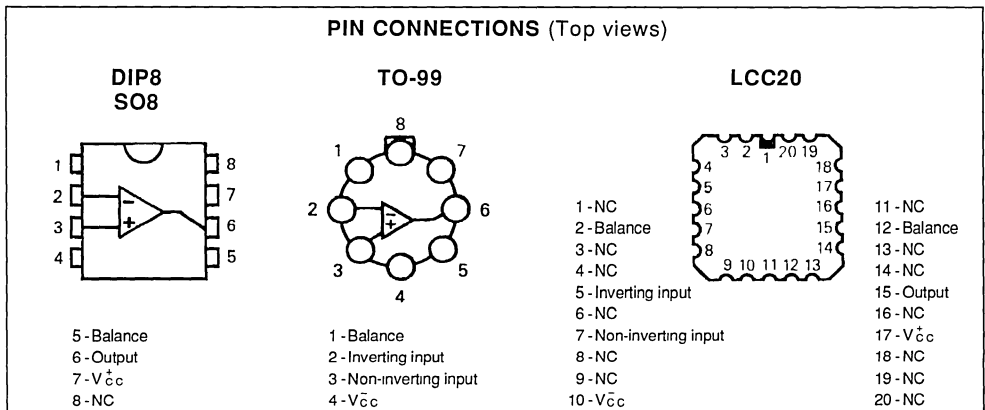 PIN CONNECTIONS (Top views)
DIP8
SO8
1
2
3
4
8
7
6
5
5 - Balance
6 - Output
7 - V+cc
8 - NC
TO-99
8
1
7
2
6
3
5
4
1 - Balance
2 - Inverting input
3 - Non-inverting input
4 - V-cc
LCC20
3 2 1 20 19
4
5
6
7
8
18
17
16
15
14
9 10 11 12 13
1 - NC
2 - Balance
3 - NC
4 - NC
5 - Inverting input
6 - NC
7 - Non-inverting input
8 - NC
9 - NC
10 - V-cc
11 - NC
12 - Balance
13 - NC
14 - NC
15 - Output
16 - NC
17 - V+cc
18 - NC
19 - NC
20 - NC